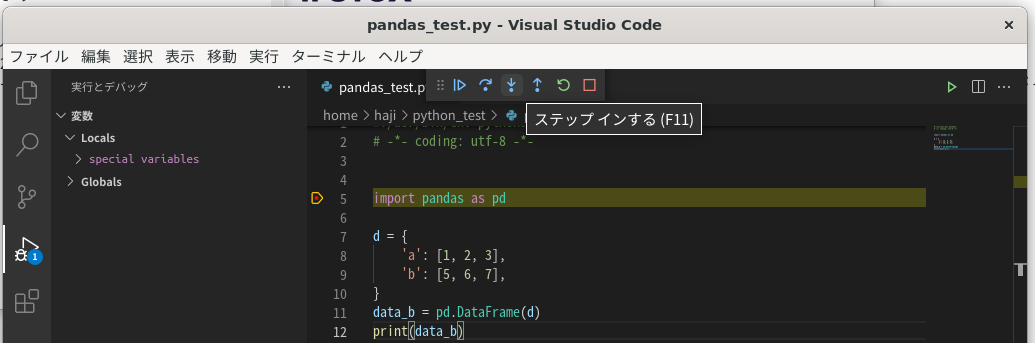 pandas_test.py - Visual Studio Code
ファイル 編集 選択 表示 移動 実行 ターミナル ヘルプ
実行とデバッグ
変数
Locals
special variables
Globals
1
pandas_test.py
home > haji > python_test >
ステップ インする (F11)
2 # -*- coding: utf-8 -*-
3
4
5 import pandas as pd
6
7 d = {
8 'a': [1, 2, 3],
9 'b': [5, 6, 7],
10 }
11 data_b = pd.DataFrame(d)
12 print(data_b)